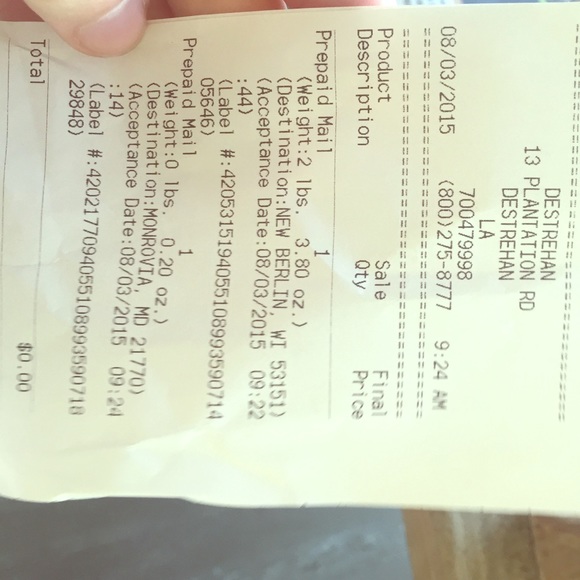 DESTREHAN
13 PLANTATION RD
DESTREHAN
LA
700479998
08/03/2015 (800)275-8777 9:24 AM
Product Sale Final
Description Qty Price
Prepaid Mail 1
(Weight:2 lbs. 3.80 oz.)
(Destination:NEW BERLIN, WI 53151)
(Acceptance Date:08/03/2015 09:22
:44)
(Label #:420531519405510899359071​4
05646)
Prepaid Mail 1
(Weight:0 lbs. 0.20 oz.)
(Destination:MONROVIA, MD 21770)
(Acceptance Date:08/03/2015 09:24
:14)
(Label #:4202177094055108993590718
29848)
Total $0.00